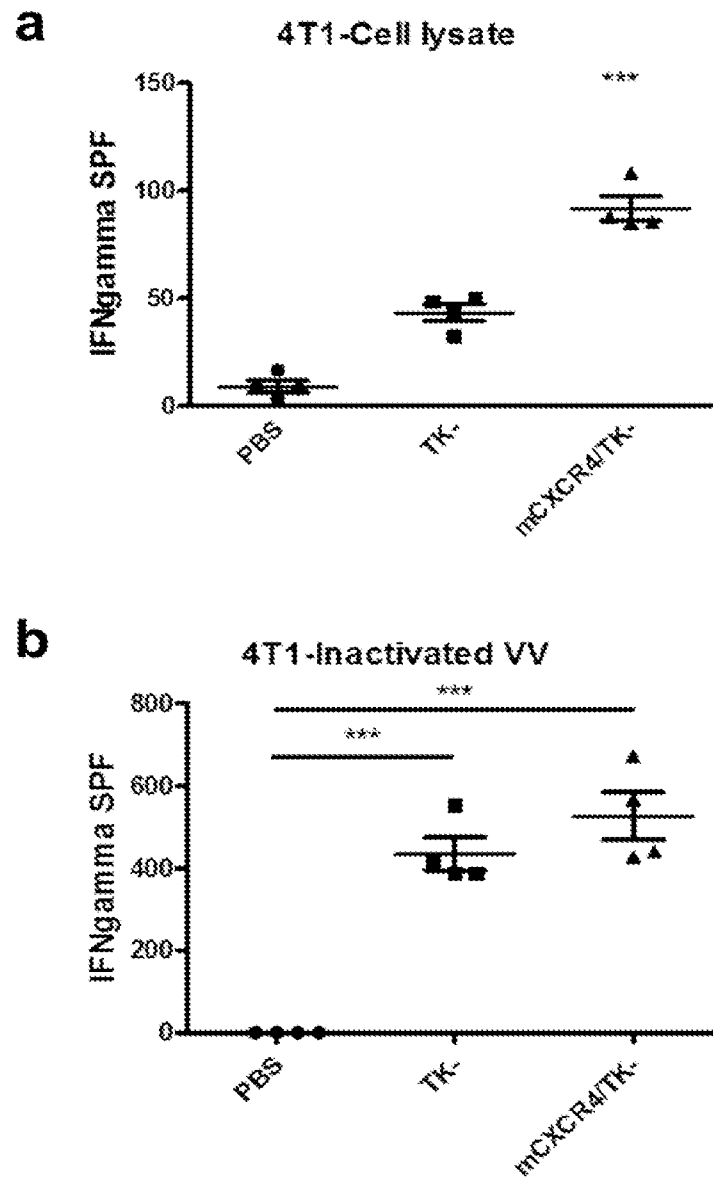 a
4T1-Cell lysate
IFNgamma SPF
150
100
50
0
***
PBS
TK-
mCXCR4/TK-
b
4T1-Inactivated VV
IFNgamma SPF
800
600
400
200
0
***
***
PBS
TK-
mCXCR4/TK-